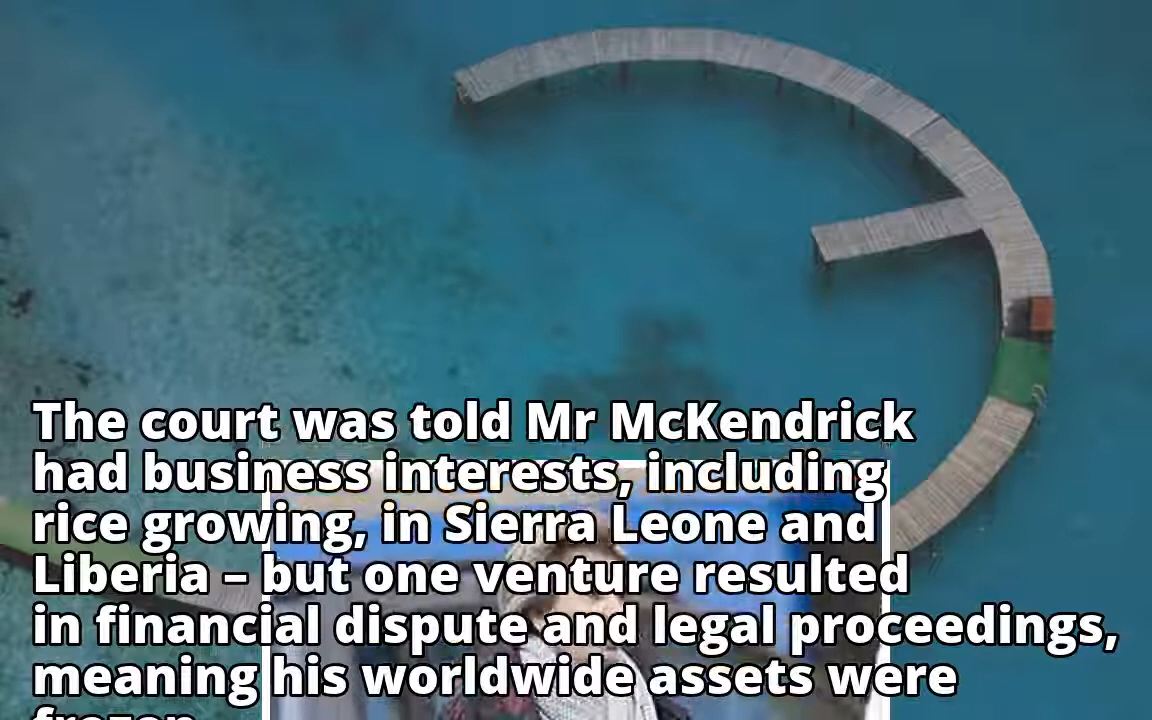 The court was told Mr McKendrick
had business interests, including
rice growing, in Sierra Leone and
Liberia – but one venture resulted
in financial dispute and legal proceedings,
meaning his worldwide assets were
frozen